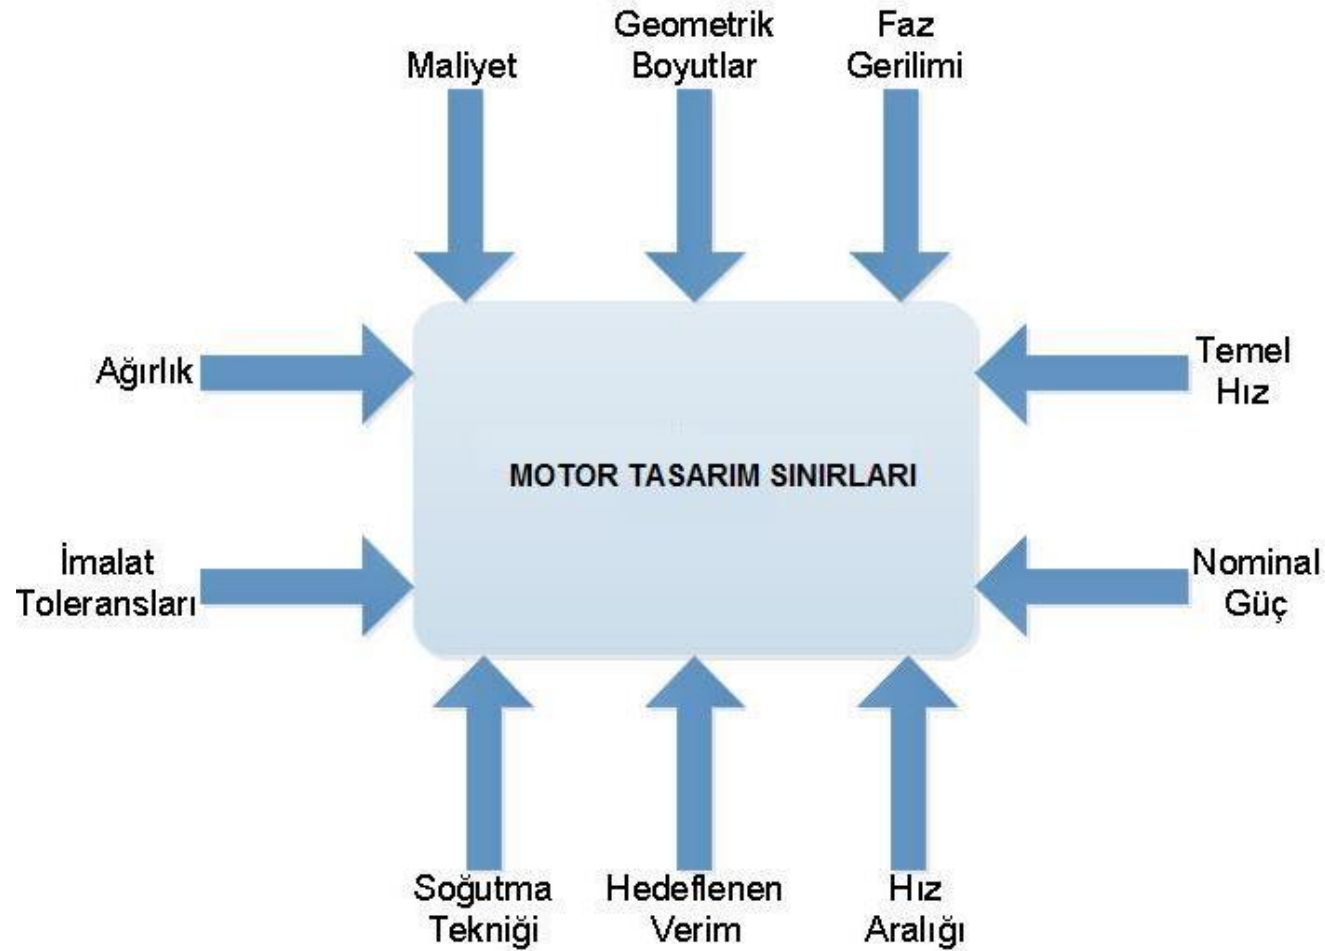 Maliyet
Geometrik
Boyutlar
Faz
Gerilimi
Ağırlık
Temel
Hız
MOTOR TASARIM SINIRLARI
İmalat
Toleransları
Nominal
Güç
Soğutma
Tekniği
Hedeflenen
Verim
Hız
Aralığı